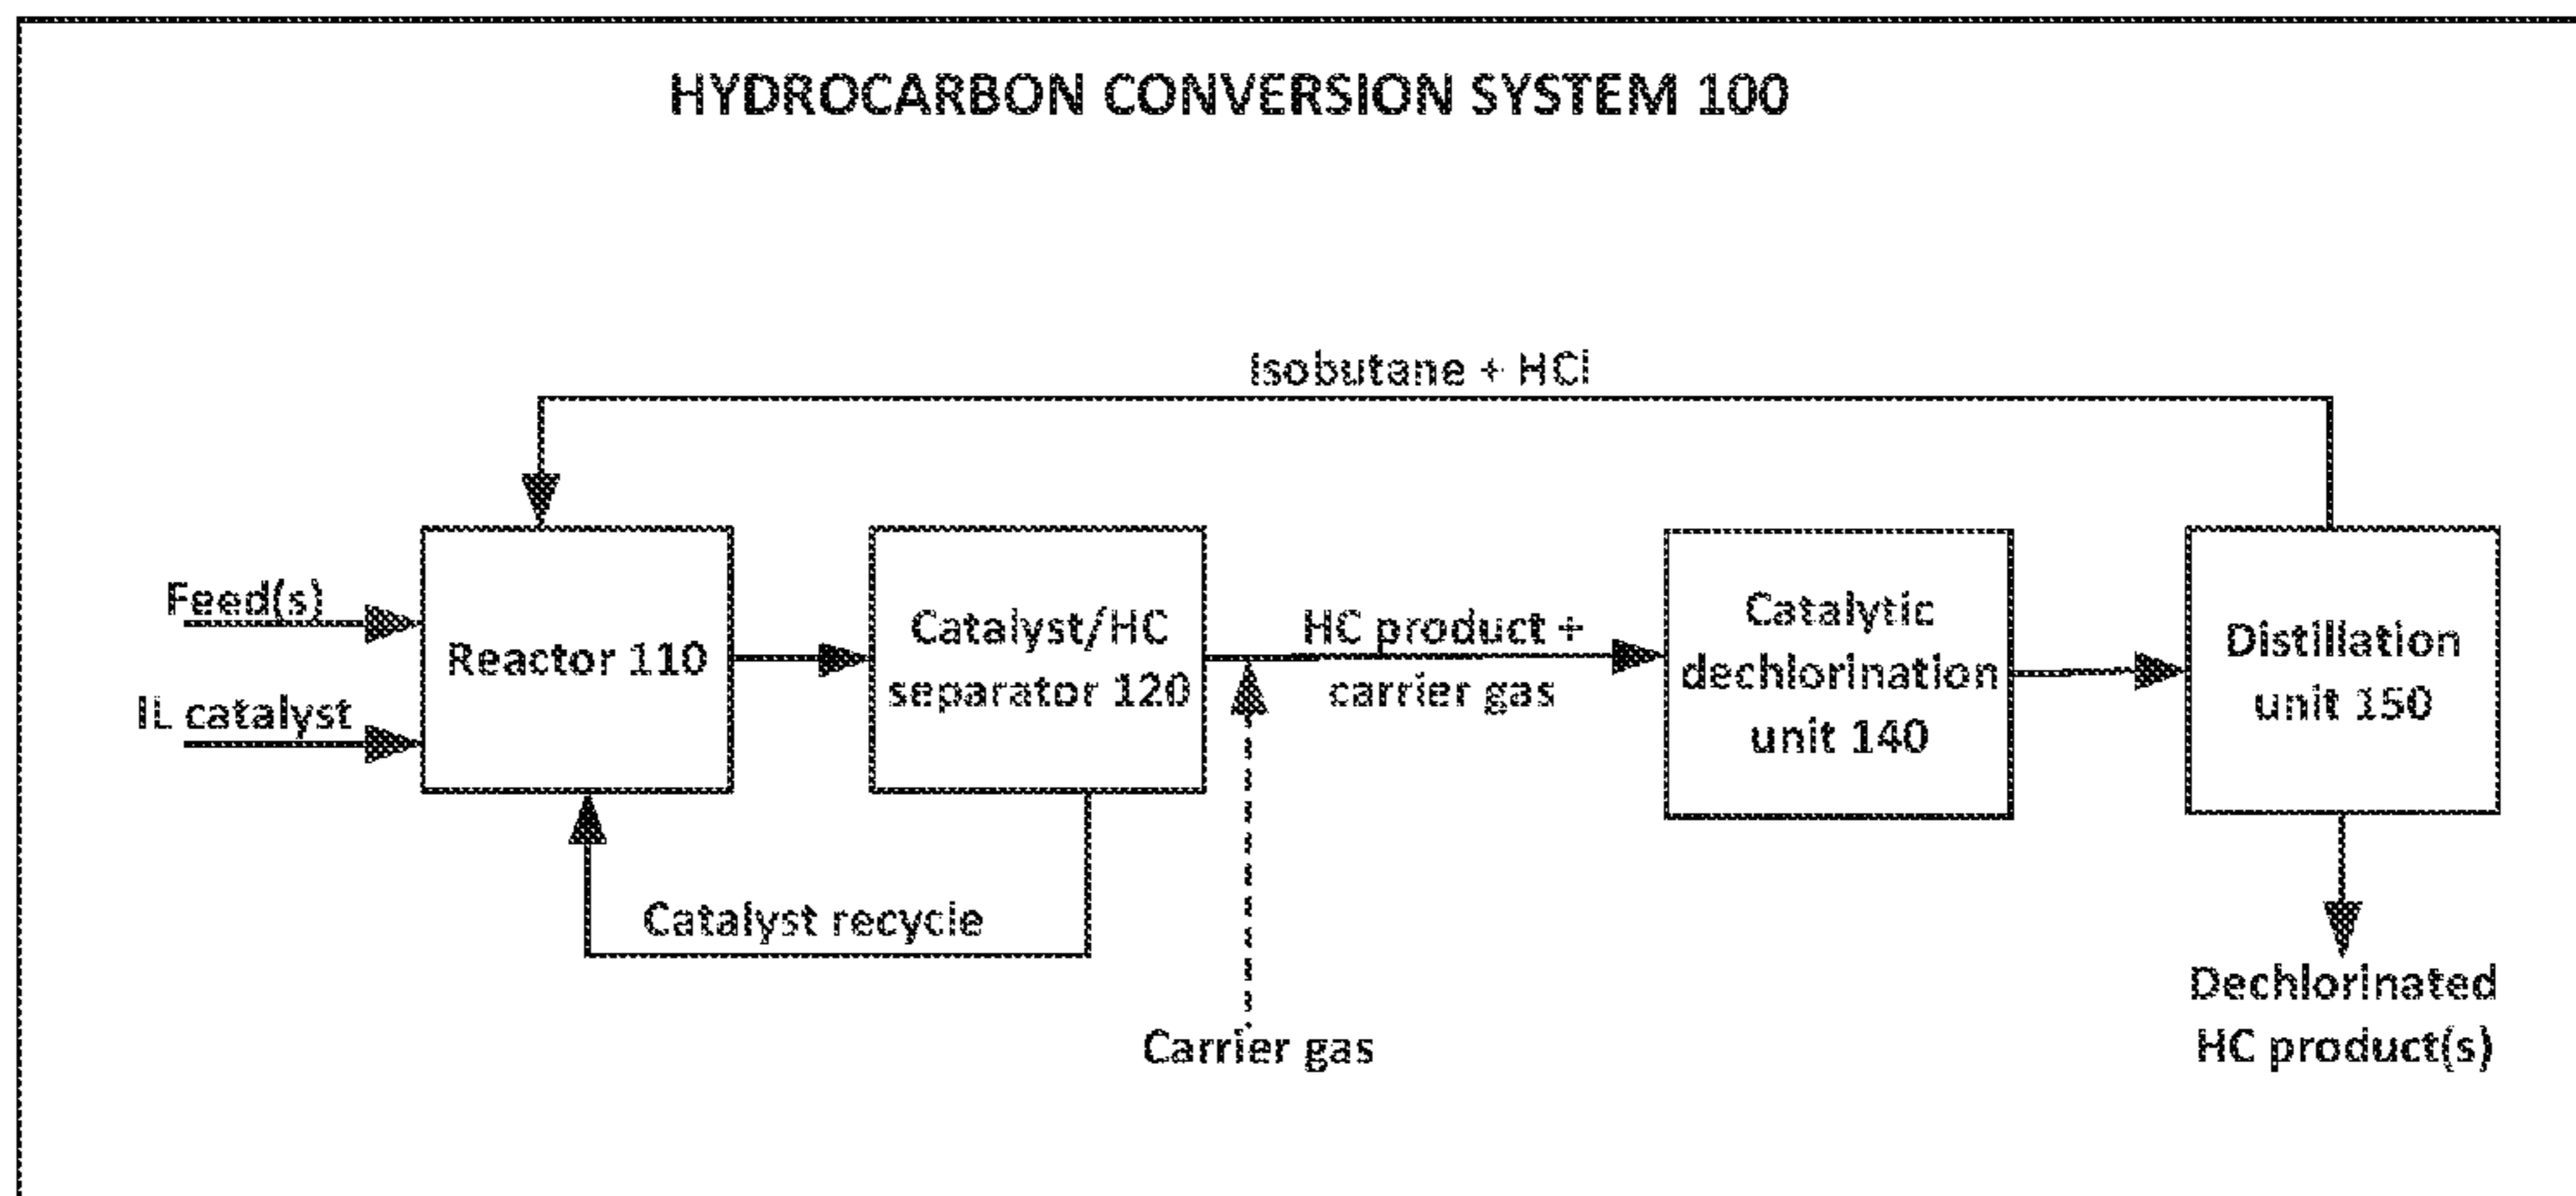 HYDROCARBON CONVERSION SYSTEM 100
Isobutane + HCl
Feed(s)
IL catalyst
Reactor 110
Catalyst/HC
separator 120
HC product +
carrier gas
Catalytic
dechlorination
unit 140
Distillation
unit 150
Catalyst recycle
Carrier gas
Dechlorinated
HC product(s)